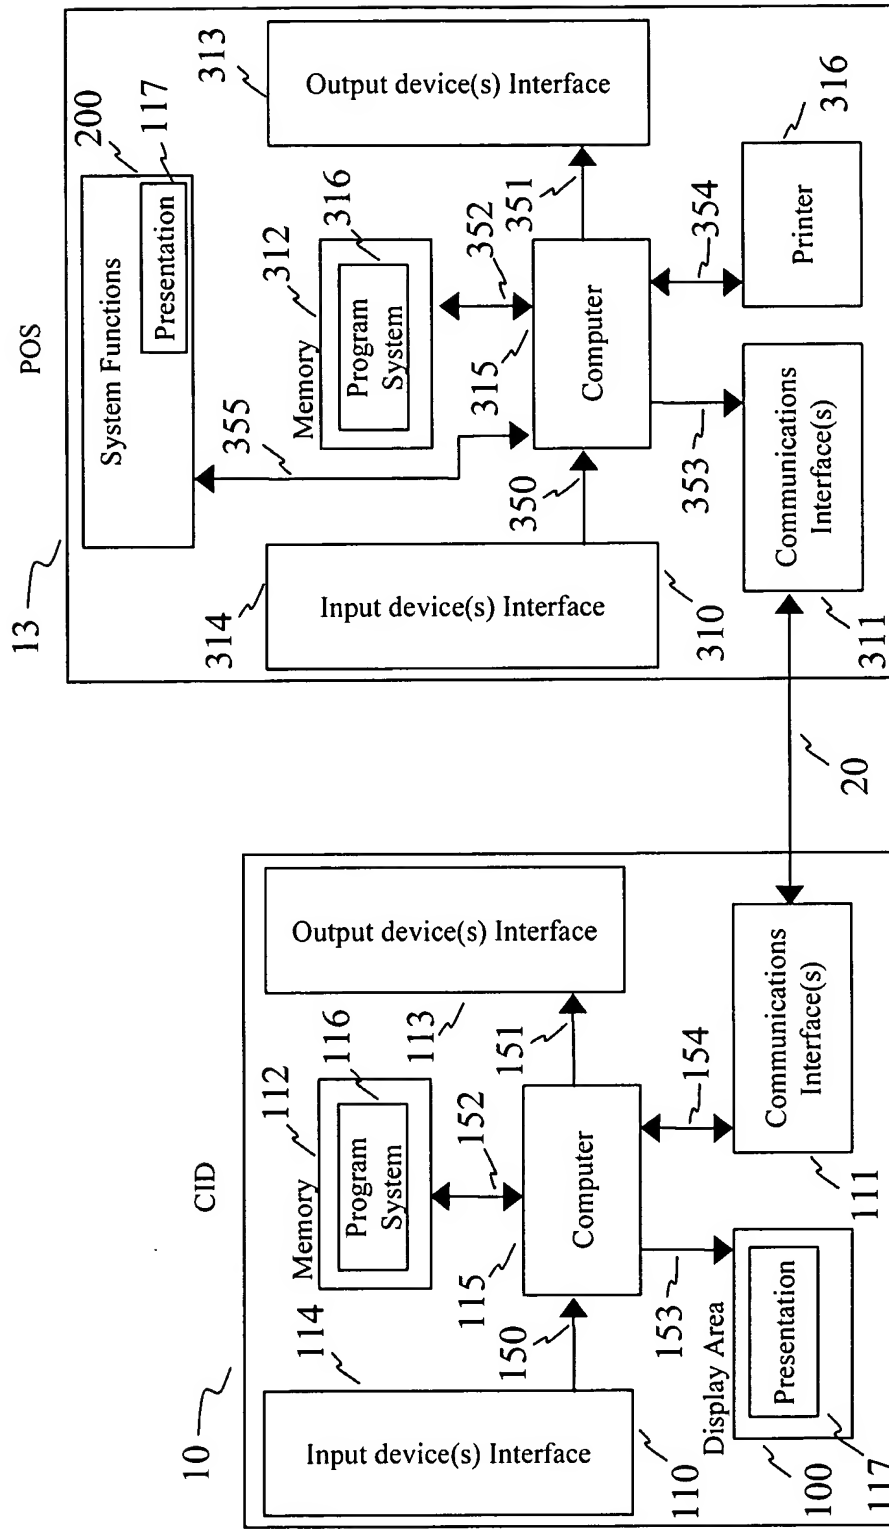 CID
10
114
Input device(s) Interface
110
150
Memory
112
116
Program
System
152
115
Computer
113
Output device(s) Interface
151
153
154
Display Area
Presentation
100
117
Communications
Interface(s)
111
20
POS
13
System Functions
200
Presentation
117
355
314
Input device(s) Interface
310
350
Memory
312
316
Program
System
352
315
Computer
313
Output device(s) Interface
351
353
354
Communications
Interface(s)
311
Printer
316